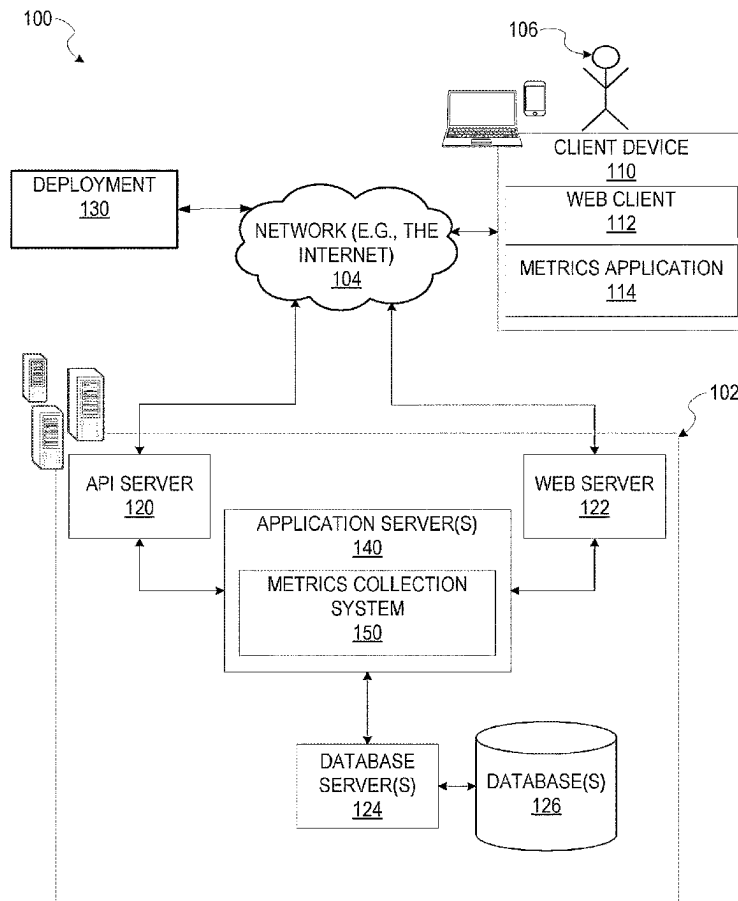 100
106
CLIENT DEVICE
110
WEB CLIENT
112
METRICS APPLICATION
114
DEPLOYMENT
130
NETWORK (E.G., THE
INTERNET)
104
102
API SERVER
120
WEB SERVER
122
APPLICATION SERVER(S)
140
METRICS COLLECTION
SYSTEM
150
DATABASE
SERVER(S)
124
DATABASE(S)
126